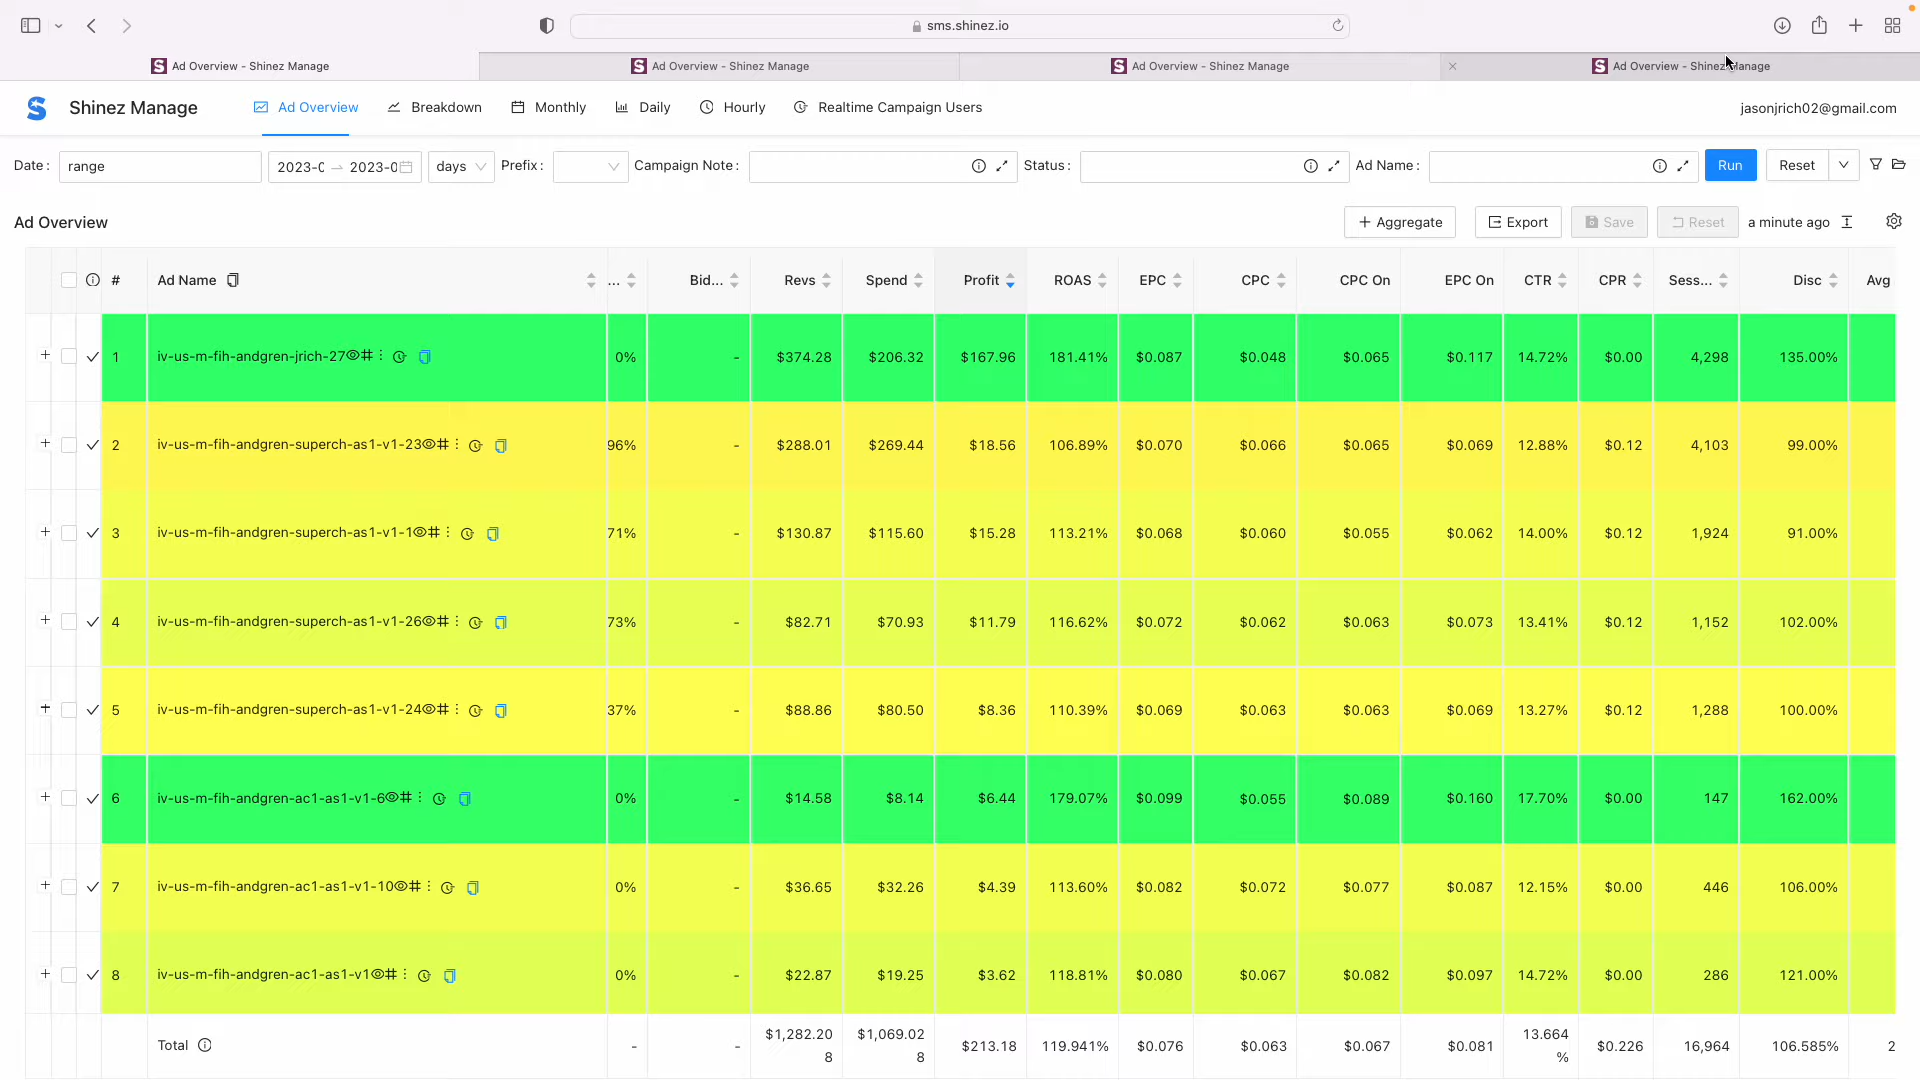 sms.shinez.io
Ad Overview - Shinez Manage
Ad Overview - Shinez Manage
Ad Overview - Shinez Manage
Ad Overview - Shinez Manage
Shinez Manage Ad Overview Breakdown Monthly Daily Hourly Realtime Campaign Users jasonjrich02@gmail.com
Date : range 2023-0 → 2023-0 days Prefix : Campaign Note : Status : Ad Name : Run Reset
Ad Overview + Aggregate Export Save Reset a minute ago
# Ad Name ... Bid... Revs Spend Profit ROAS EPC CPC CPC On EPC On CTR CPR Sess... Disc Avg
1 iv-us-m-fih-andgren-jrich-27 0% - $374.28 $206.32 $167.96 181.41% $0.087 $0.048 $0.065 $0.117 14.72% $0.00 4,298 135.00%
2 iv-us-m-fih-andgren-superch-as1-v1-23 96% - $288.01 $269.44 $18.56 106.89% $0.070 $0.066 $0.065 $0.069 12.88% $0.12 4,103 99.00%
3 iv-us-m-fih-andgren-superch-as1-v1-1 71% - $130.87 $115.60 $15.28 113.21% $0.068 $0.060 $0.055 $0.062 14.00% $0.12 1,924 91.00%
4 iv-us-m-fih-andgren-superch-as1-v1-26 73% - $82.71 $70.93 $11.79 116.62% $0.072 $0.062 $0.063 $0.073 13.41% $0.12 1,152 102.00%
5 iv-us-m-fih-andgren-superch-as1-v1-24 37% - $88.86 $80.50 $8.36 110.39% $0.069 $0.063 $0.063 $0.069 13.27% $0.12 1,288 100.00%
6 iv-us-m-fih-andgren-ac1-as1-v1-6 0% - $14.58 $8.14 $6.44 179.07% $0.099 $0.055 $0.089 $0.160 17.70% $0.00 147 162.00%
7 iv-us-m-fih-andgren-ac1-as1-v1-10 0% - $36.65 $32.26 $4.39 113.60% $0.082 $0.072 $0.077 $0.087 12.15% $0.00 446 106.00%
8 iv-us-m-fih-andgren-ac1-as1-v1 0% - $22.87 $19.25 $3.62 118.81% $0.080 $0.067 $0.082 $0.097 14.72% $0.00 286 121.00%
Total - - $1,282.208 $1,069.028 $213.18 119.941% $0.076 $0.063 $0.067 $0.081 13.664% $0.226 16,964 106.585% 2